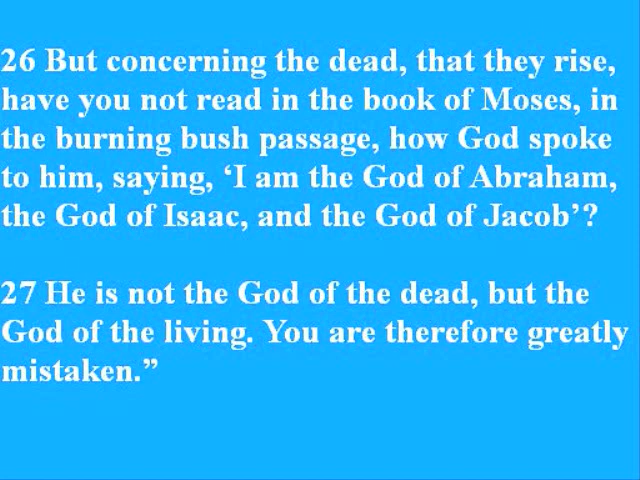 26 But concerning the dead, that they rise,
have you not read in the book of Moses, in
the burning bush passage, how God spoke
to him, saying, ‘I am the God of Abraham,
the God of Isaac, and the God of Jacob’?
27 He is not the God of the dead, but the
God of the living. You are therefore greatly
mistaken.”